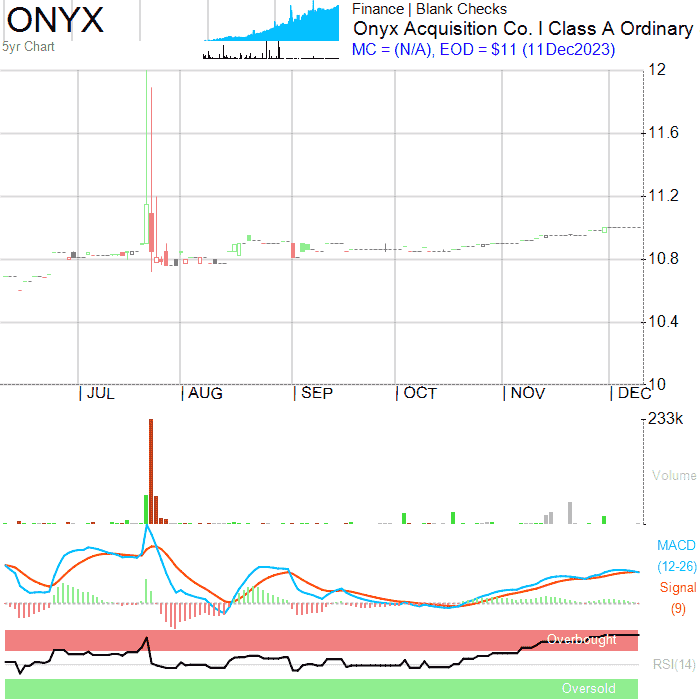 ONYX
5yr Chart
Finance | Blank Checks
Onyx Acquisition Co. I Class A Ordinary
MC = (N/A), EOD = $11 (11Dec2023)
12
11.6
11.2
10.8
10.4
10
| JUL | AUG | SEP | OCT | NOV | DEC
233k
Volume
MACD
(12-26)
Signal
(9)
Overbought
RSI(14)
Oversold